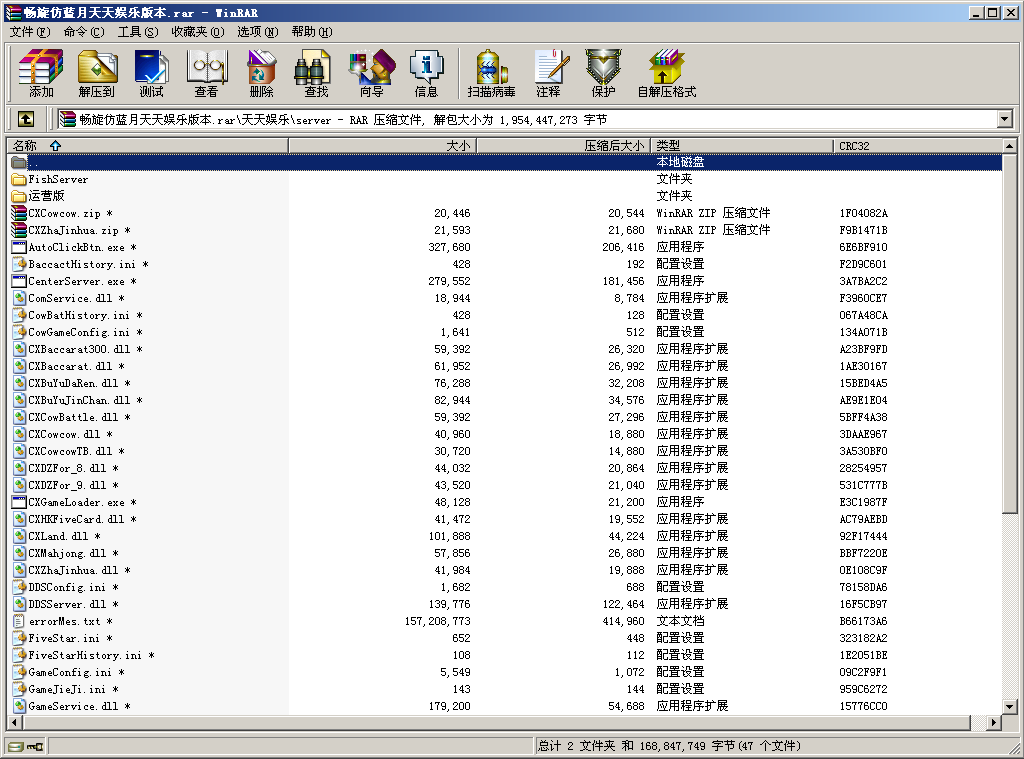 畅旋仿蓝月天天娱乐版本.rar - WinRAR
文件(F) 命令(C) 工具(S) 收藏夹(O) 选项(N) 帮助(H)
添加 解压到 测试 查看 删除 查找 向导 信息 扫描病毒 注释 保护 自解压格式
畅旋仿蓝月天天娱乐版本.rar\天天娱乐\server - RAR 压缩文件, 解包大小为 1,954,447,273 字节
名称 大小 压缩后大小 类型 CRC32
.. 本地磁盘
FishServer 文件夹
运营版 文件夹
CXCowcow.zip * 20,446 20,544 WinRAR ZIP 压缩文件 1F04082A
CXZhaJinhua.zip * 21,593 21,680 WinRAR ZIP 压缩文件 F9B1471B
AutoClickBtn.exe * 327,680 206,416 应用程序 6E6BF910
BaccactHistory.ini * 428 192 配置设置 F2D9C601
CenterServer.exe * 279,552 181,456 应用程序 3A7BA2C2
ComService.dll * 18,944 8,784 应用程序扩展 F3960CE7
CowBatHistory.ini * 428 128 配置设置 067A48CA
CowGameConfig.ini * 1,641 512 配置设置 134A071B
CXBaccarat300.dll * 59,392 26,320 应用程序扩展 A23BF9FD
CXBaccarat.dll * 61,952 26,992 应用程序扩展 1AE30167
CXBuYuDaRen.dll * 76,288 32,208 应用程序扩展 15BED4A5
CXBuYuJinChan.dll * 82,944 34,576 应用程序扩展 AE9E1E04
CXCowBattle.dll * 59,392 27,296 应用程序扩展 5BFF4A38
CXCowcow.dll * 40,960 18,880 应用程序扩展 3DAAE967
CXCowcowTB.dll * 30,720 14,880 应用程序扩展 3A530BF0
CXDZFor_8.dll * 44,032 20,864 应用程序扩展 28254957
CXDZFor_9.dll * 43,520 21,040 应用程序扩展 531C777B
CXGameLoader.exe * 48,128 21,200 应用程序 E3C1987F
CXHKFiveCard.dll * 41,472 19,552 应用程序扩展 AC79AEBD
CXLand.dll * 101,888 44,224 应用程序扩展 92F17444
CXMahjong.dll * 57,856 26,880 应用程序扩展 BBF7220E
CXZhaJinhua.dll * 41,984 19,888 应用程序扩展 0E108C9F
DDSConfig.ini * 1,682 688 配置设置 78158DA6
DDSServer.dll * 139,776 122,464 应用程序扩展 16F5CB97
errorMes.txt * 157,208,773 414,960 文本文档 B66173A6
FiveStar.ini * 652 448 配置设置 323182A2
FiveStarHistory.ini * 108 112 配置设置 1E2051BE
GameConfig.ini * 5,549 1,072 配置设置 09C2F9F1
GameJieJi.ini * 143 144 配置设置 959C6272
GameService.dll * 179,200 54,688 应用程序扩展 15776CC0
总计 2 文件夹 和 168,847,749 字节(47 个文件)